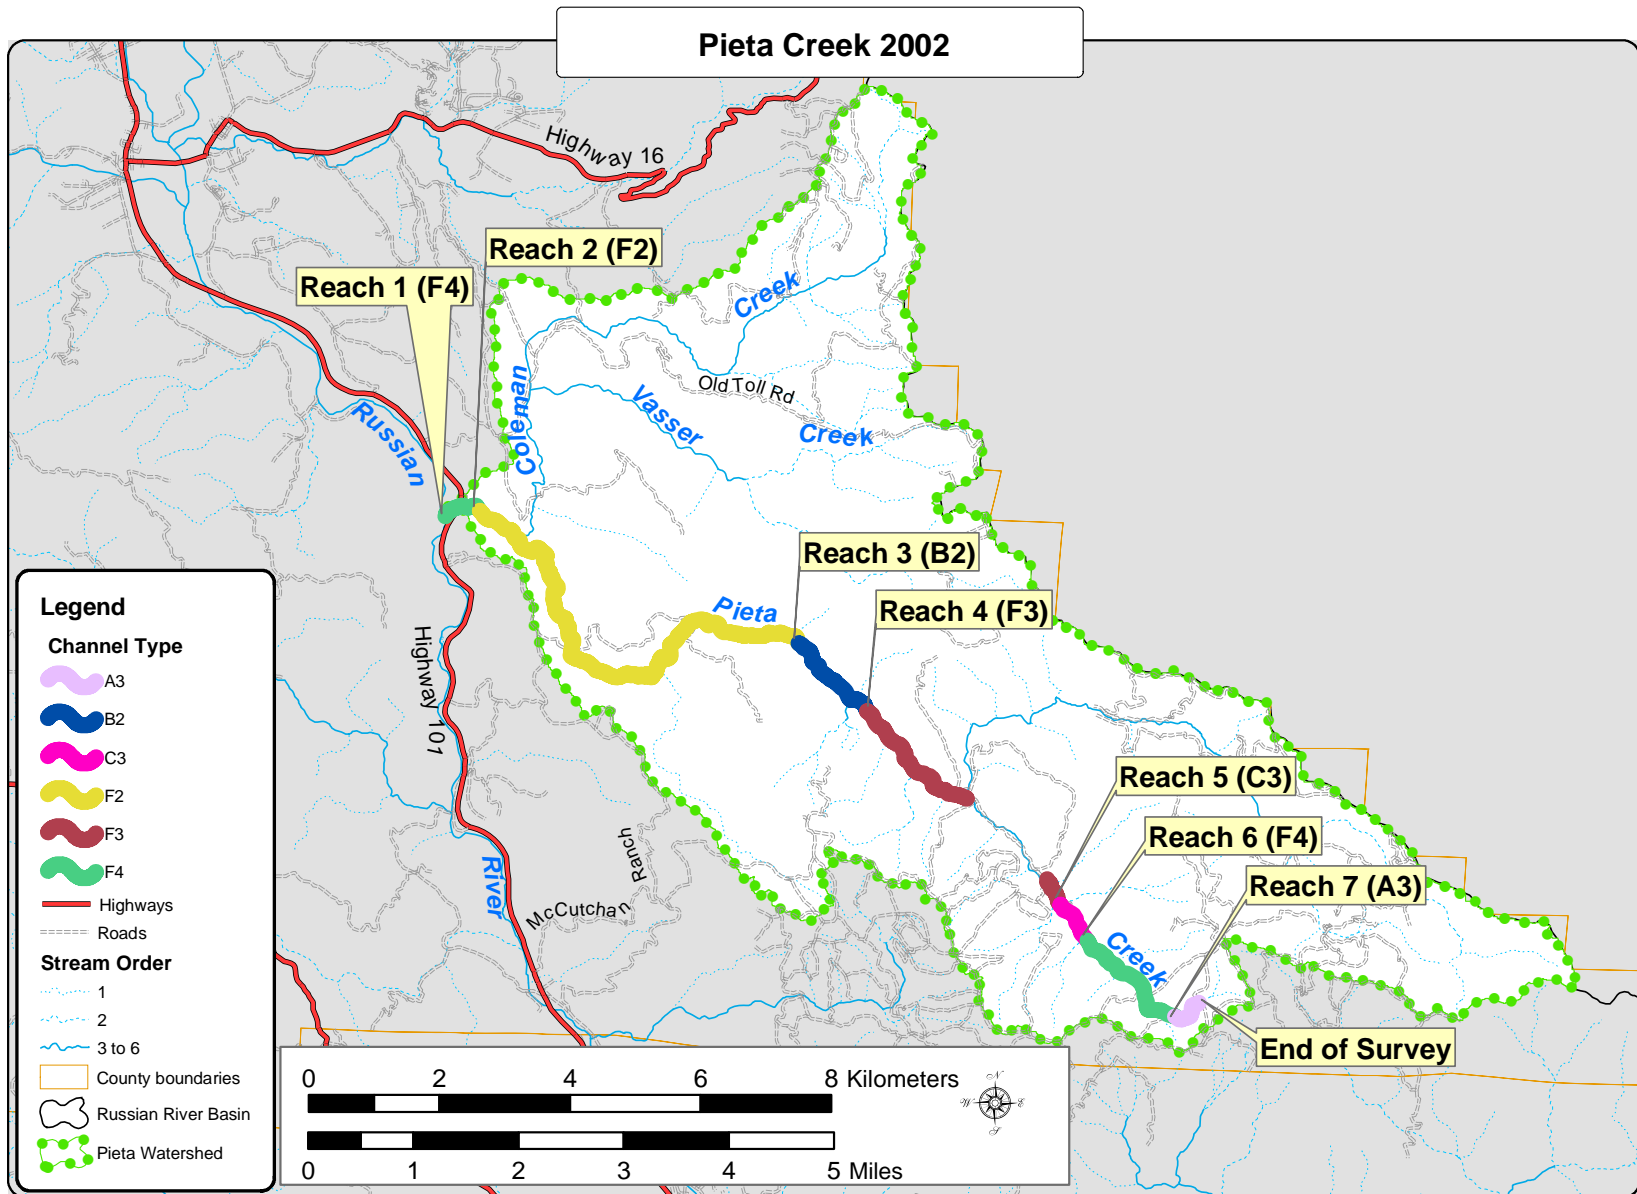 Pieta Creek 2002
Highway 16
Reach 2 (F2)
Reach 1 (F4)
Creek
Old Toll Rd
Coleman
Vasser
Creek
Russian
Reach 3 (B2)
Reach 4 (F3)
Pieta
Highway 101
Reach 5 (C3)
Reach 6 (F4)
Reach 7 (A3)
Ranch
McCutchan
River
Creek
End of Survey
Legend
Channel Type
A3
B2
C3
F2
F3
F4
Highways
Roads
Stream Order
1
2
3 to 6
County boundaries
Russian River Basin
Pieta Watershed
0 2 4 6 8 Kilometers
0 1 2 3 4 5 Miles
N
W E
S